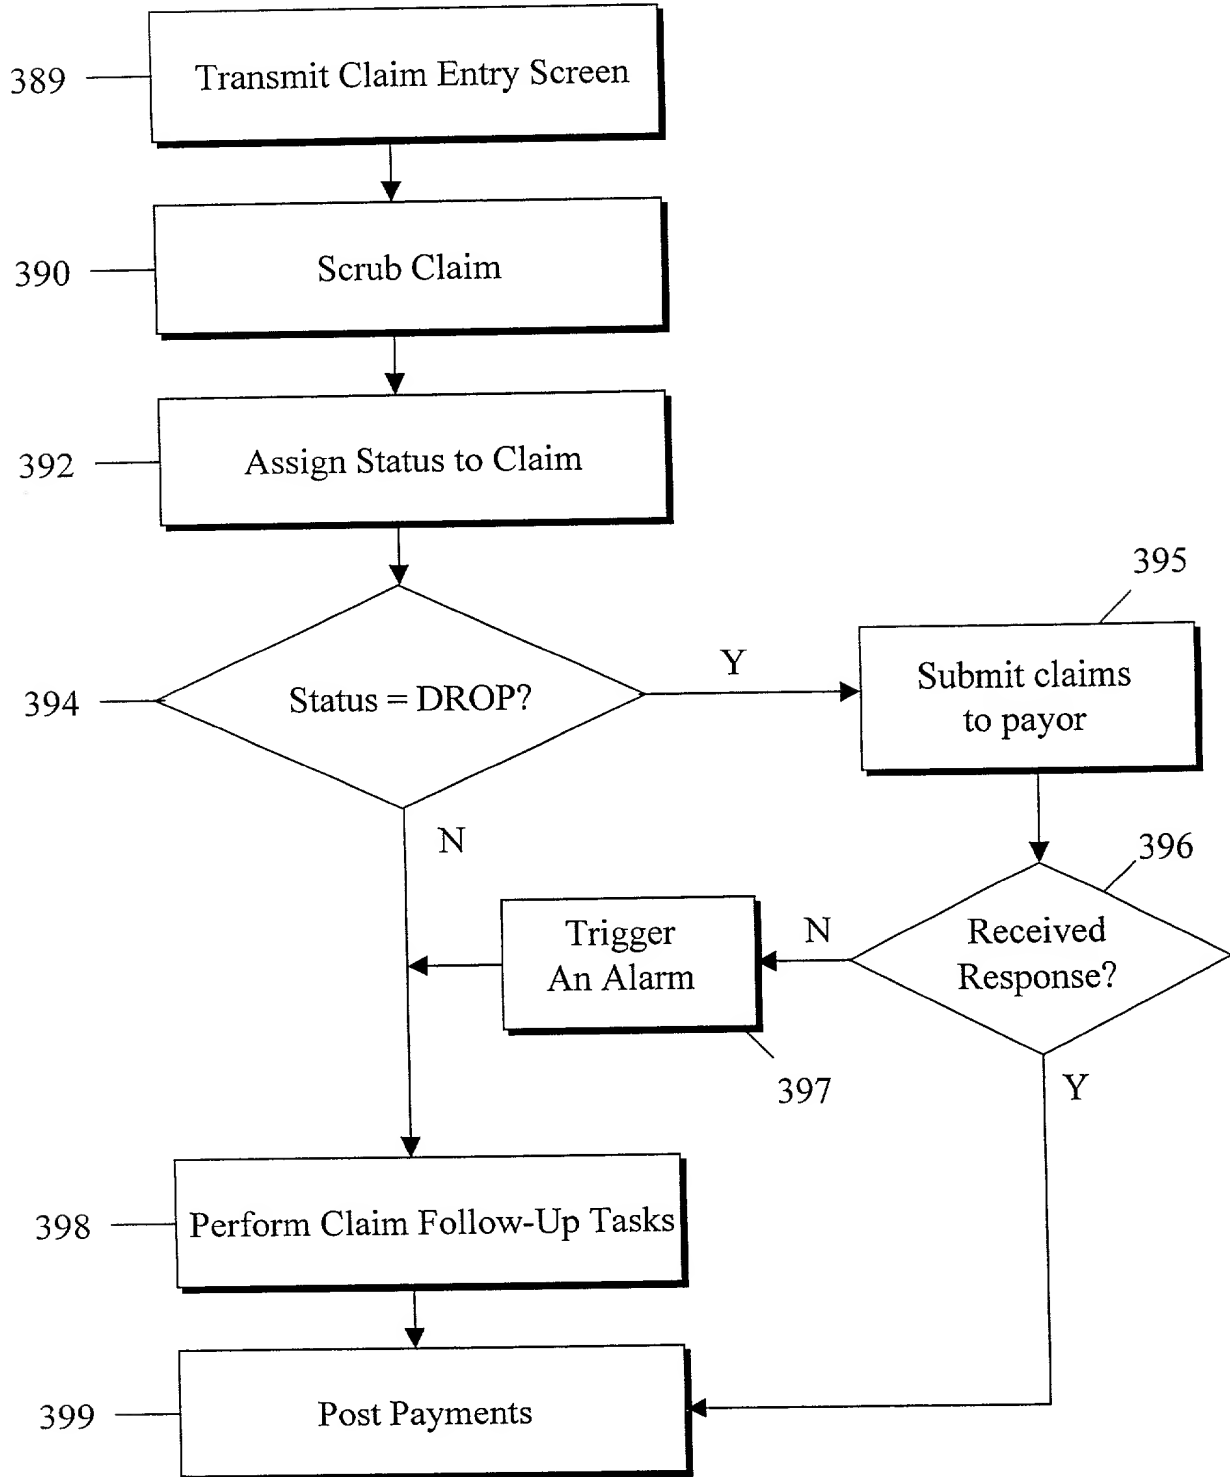 389
Transmit Claim Entry Screen
390
Scrub Claim
392
Assign Status to Claim
395
394
Status = DROP?
Y
Submit claims
to payor
N
396
Trigger
An Alarm
N
Received
Response?
397
Y
398
Perform Claim Follow-Up Tasks
399
Post Payments